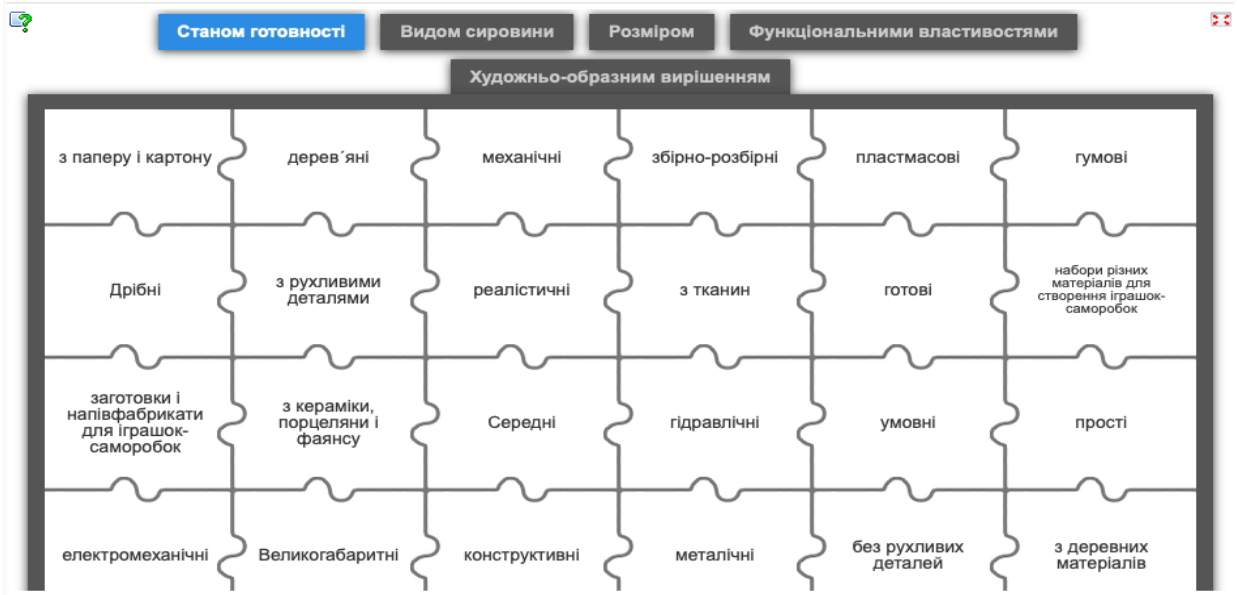 Станом готовності
Видом сировини
Розміром
Функціональними властивостями
Художньо-образним вирішенням
з паперу і картону
дерев´яні
механічні
збірно-розбірні
пластмасові
гумові
Дрібні
з рухливими
деталями
реалістичні
з тканин
готові
набори різних
матеріалів для
створення іграшок-
саморобок
заготовки і
напівфабрикати
для іграшок-
саморобок
з кераміки,
порцеляни і
фаянсу
Середні
гідравлічні
умовні
прості
електромеханічні
Великогабаритні
конструктивні
металічні
без рухливих
деталей
з деревних
матеріалів